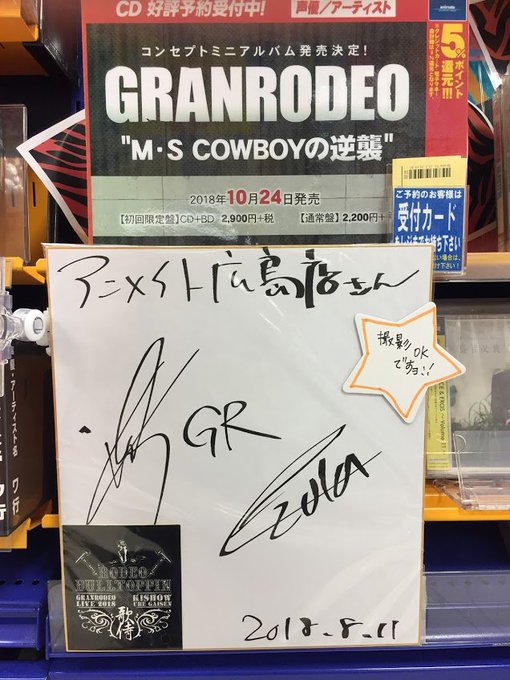 CD 好評予約受付中!
声優/アーティスト
animate
5%ポイント
還元!!!
コンセプトミニアルバム発売決定!
GRANRODEO
"M・S COWBOYの逆襲"
2018年10月24日発売
【初回限定盤】CD+BD 2,900円+税 【通常盤】2,200円+
ご予約のお客様は
受付カード
アニメイト広島店さん
撮影OK
ですヨ!!
GR
2018.8.11
RODEO
BULLTOPPIN
GRANRODEO
LIVE 2018
KISHOW
歌侍
ワ行